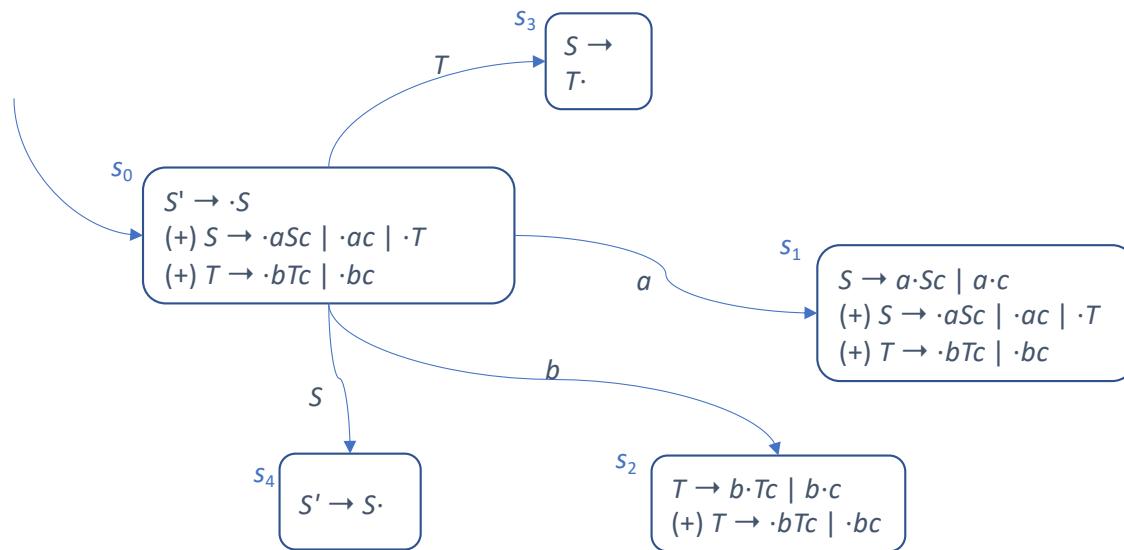 s3
S →
T·
T
s0
S' → ·S
(+) S → ·aSc | ·ac | ·T
(+) T → ·bTc | ·bc
s1
a
S → a·Sc | a·c
(+) S → ·aSc | ·ac | ·T
(+) T → ·bTc | ·bc
b
S
s4
S' → S·
s2
T → b·Tc | b·c
(+) T → ·bTc | ·bc